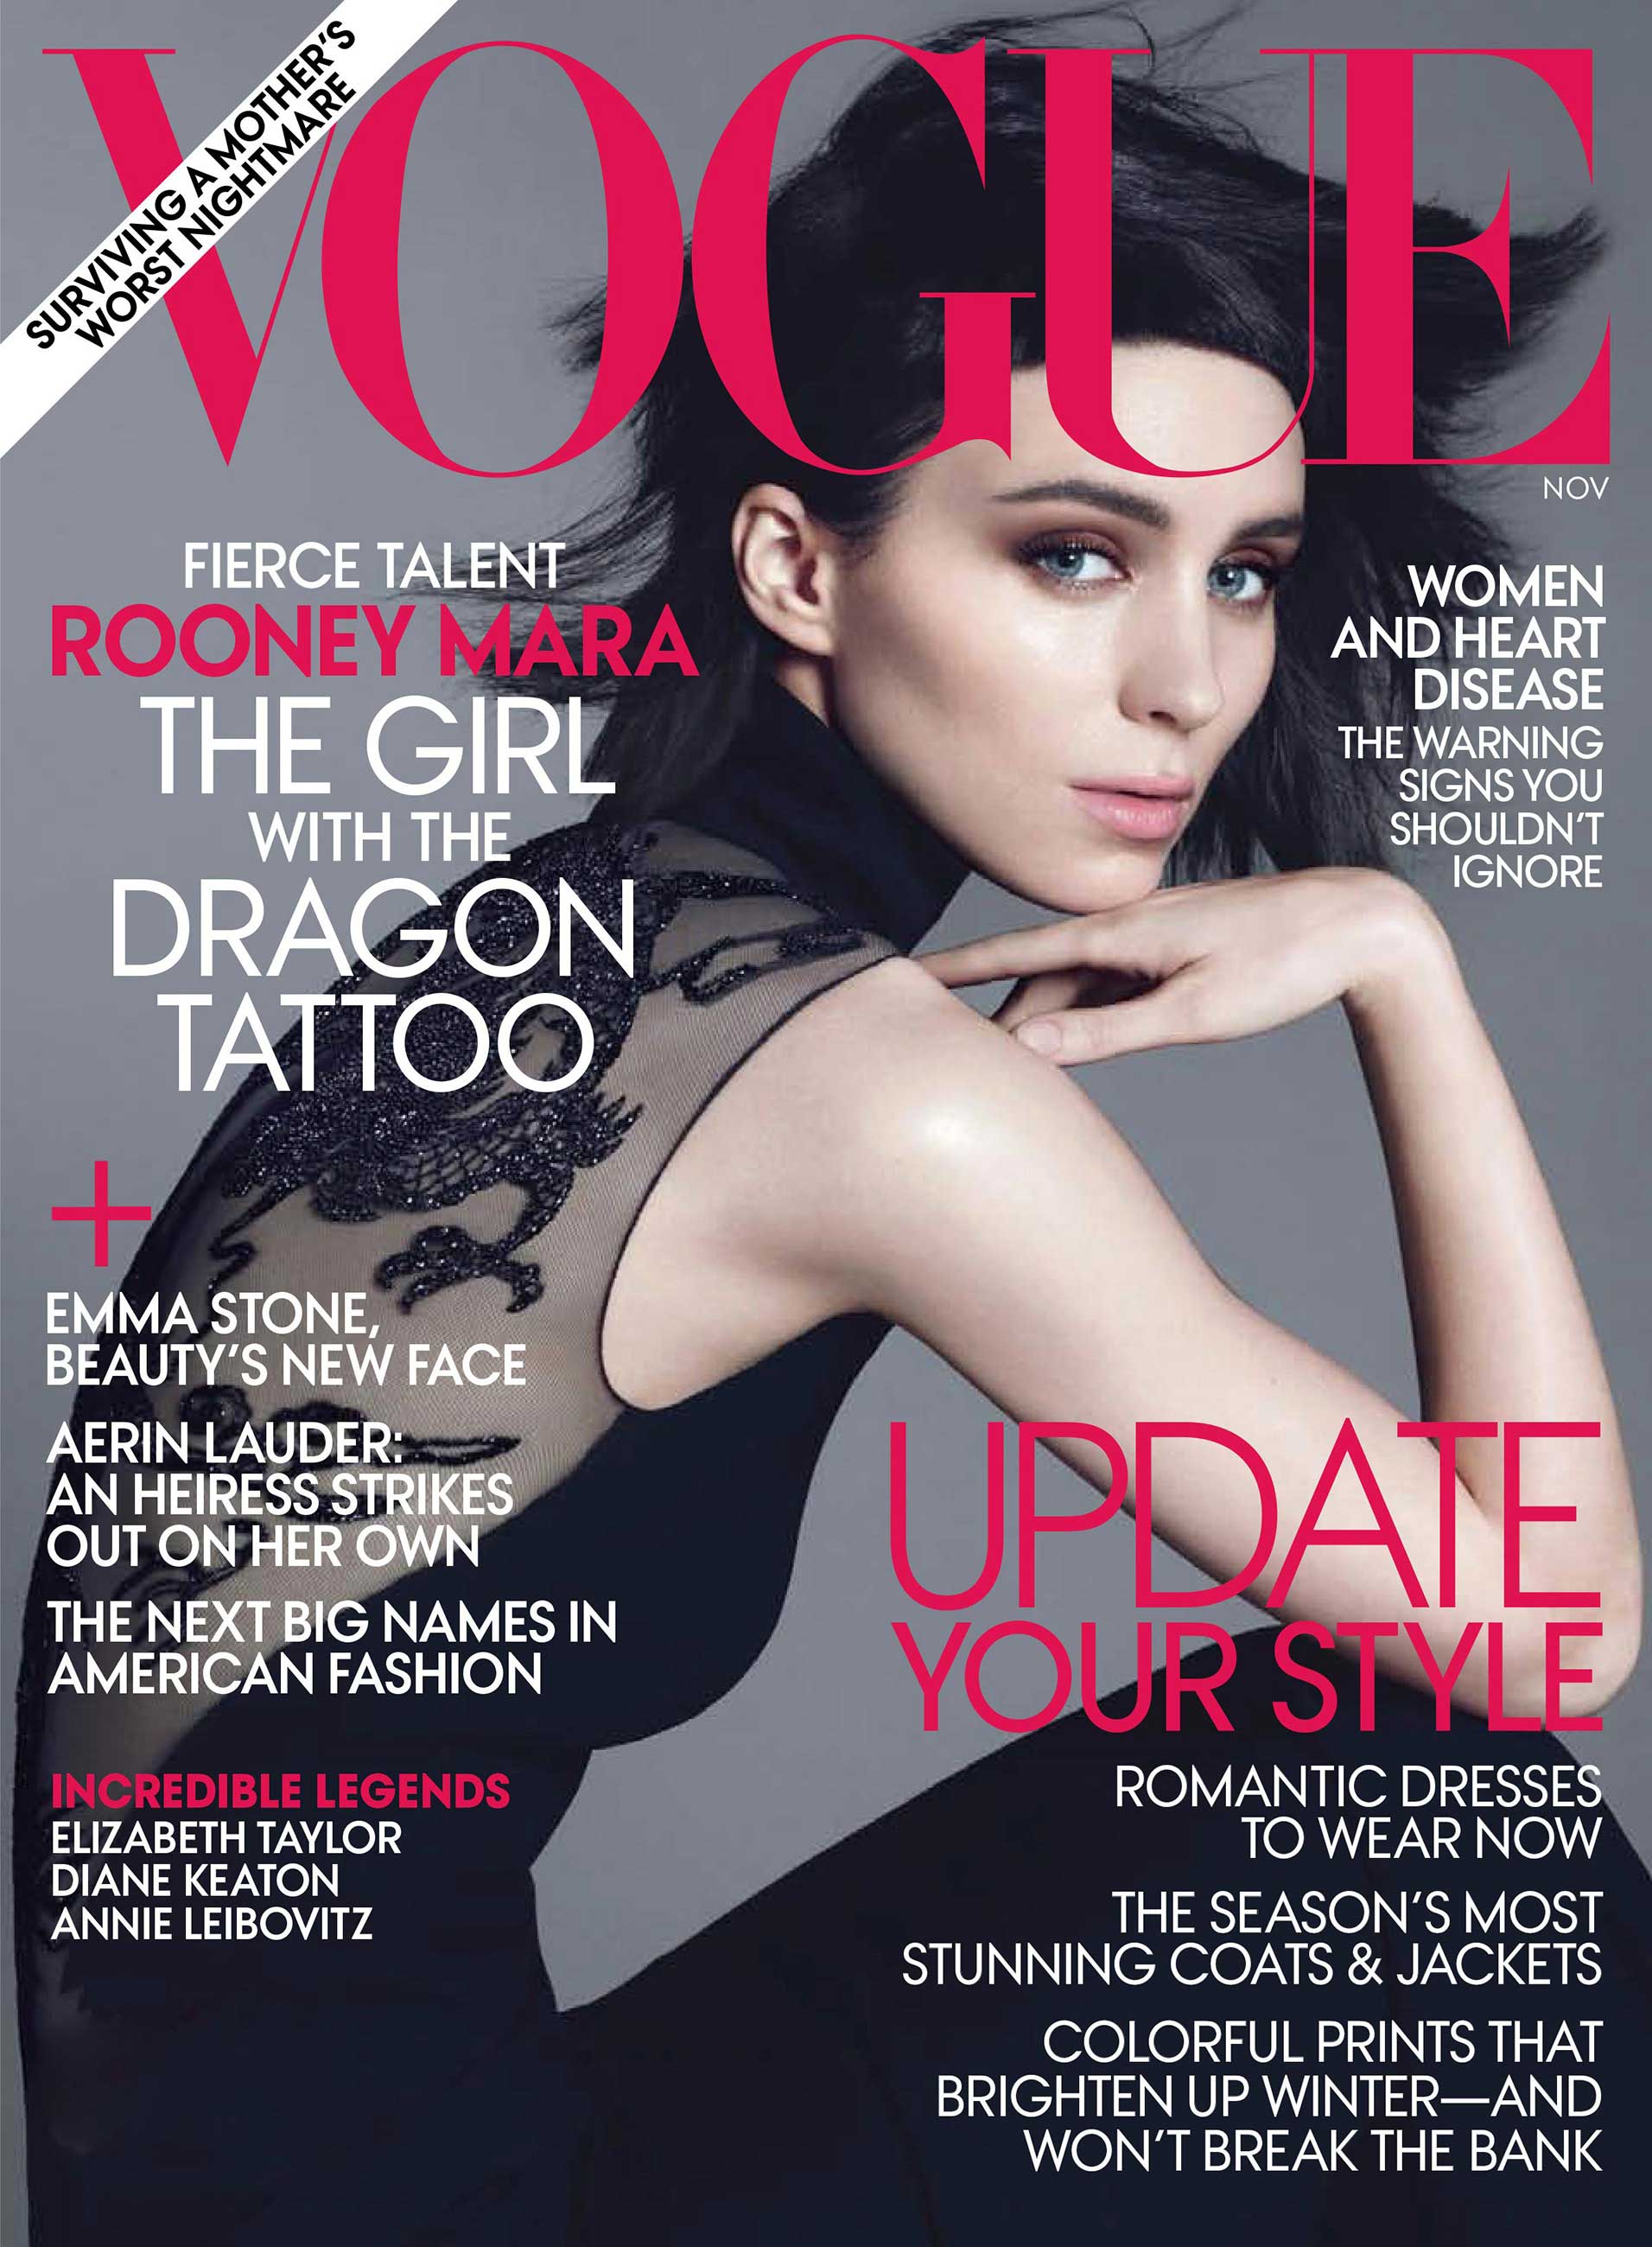 SURVIVING A MOTHER'S
WORST NIGHTMARE
VOGUE
NOV
FIERCE TALENT
ROONEY MARA
THE GIRL
WITH THE
DRAGON
TATTOO
WOMEN
AND HEART
DISEASE
THE WARNING
SIGNS YOU
SHOULDN'T
IGNORE
+
EMMA STONE,
BEAUTY'S NEW FACE
AERIN LAUDER:
AN HEIRESS STRIKES
OUT ON HER OWN
THE NEXT BIG NAMES IN
AMERICAN FASHION
INCREDIBLE LEGENDS
ELIZABETH TAYLOR
DIANE KEATON
ANNIE LEIBOVITZ
UPDATE
YOUR STYLE
ROMANTIC DRESSES
TO WEAR NOW
THE SEASON'S MOST
STUNNING COATS & JACKETS
COLORFUL PRINTS THAT
BRIGHTEN UP WINTER—AND
WON'T BREAK THE BANK